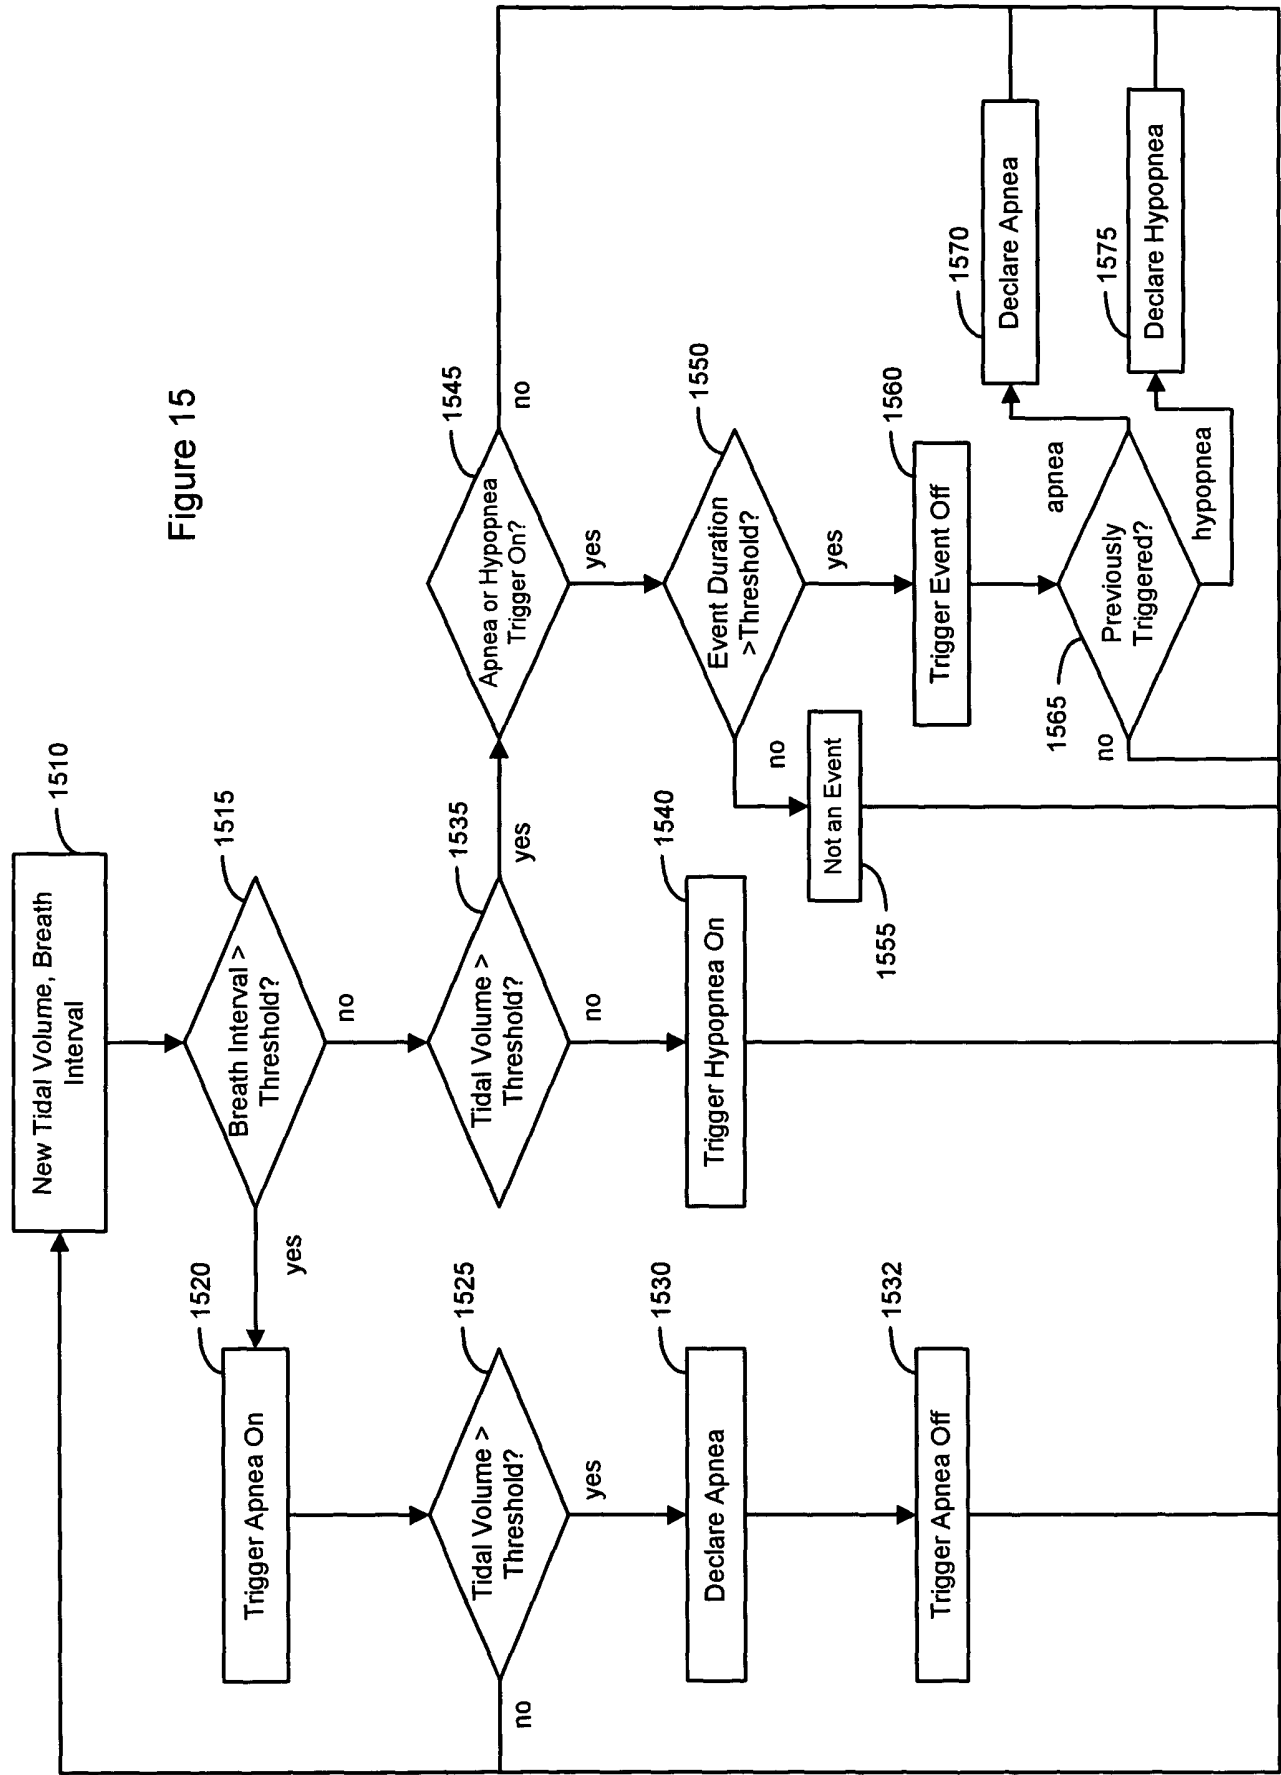 Figure 15
New Tidal Volume, Breath
Interval
1510
Breath Interval >
Threshold?
1515
yes
no
Trigger Apnea On
1520
Tidal Volume >
Threshold?
1525
no
yes
Declare Apnea
1530
Trigger Apnea Off
1532
Tidal Volume >
Threshold?
1535
yes
no
Trigger Hypopnea On
1540
Apnea or Hypopnea
Trigger On?
1545
no
yes
Event Duration
>Threshold?
1550
no
yes
Not an Event
1555
Trigger Event Off
1560
Previously
Triggered?
1565
no
apnea
hypopnea
Declare Apnea
1570
Declare Hypopnea
1575